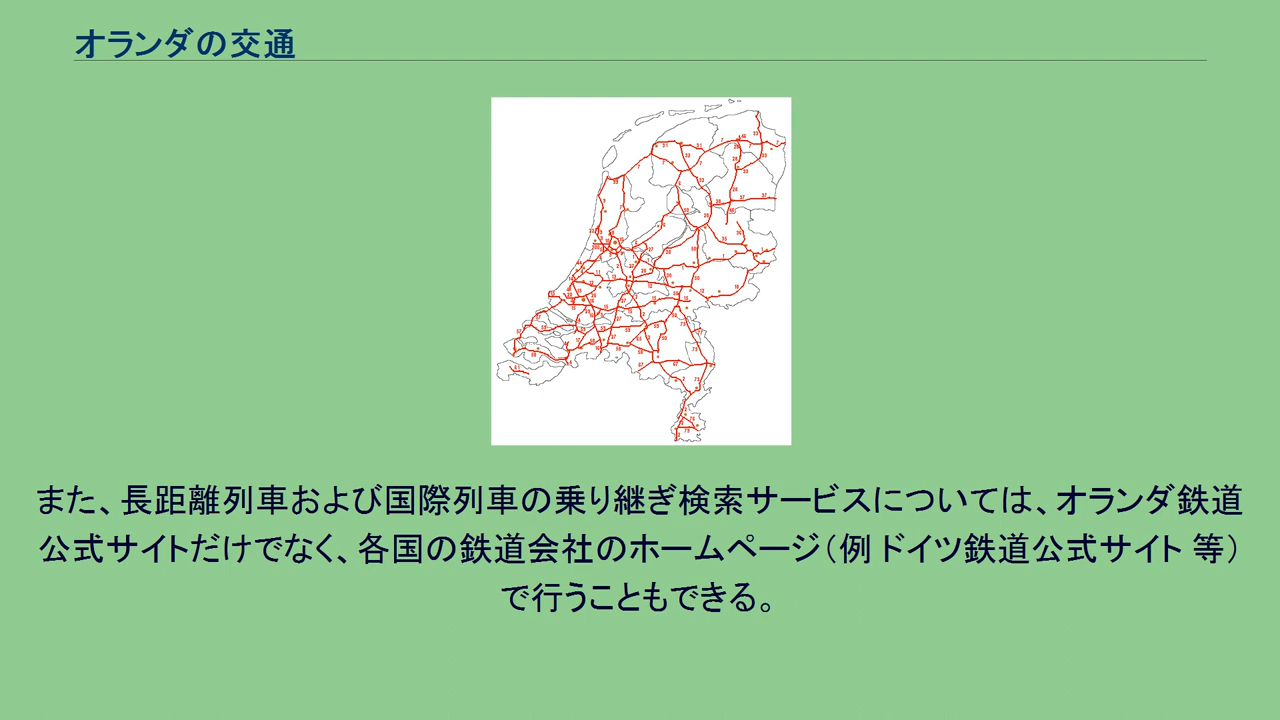 オランダの交通
また、長距離列車および国際列車の乗り継ぎ検索サービスについては、オランダ鉄道
公式サイトだけでなく、各国の鉄道会社のホームページ（例 ドイツ鉄道公式サイト 等）
で行うこともできる。